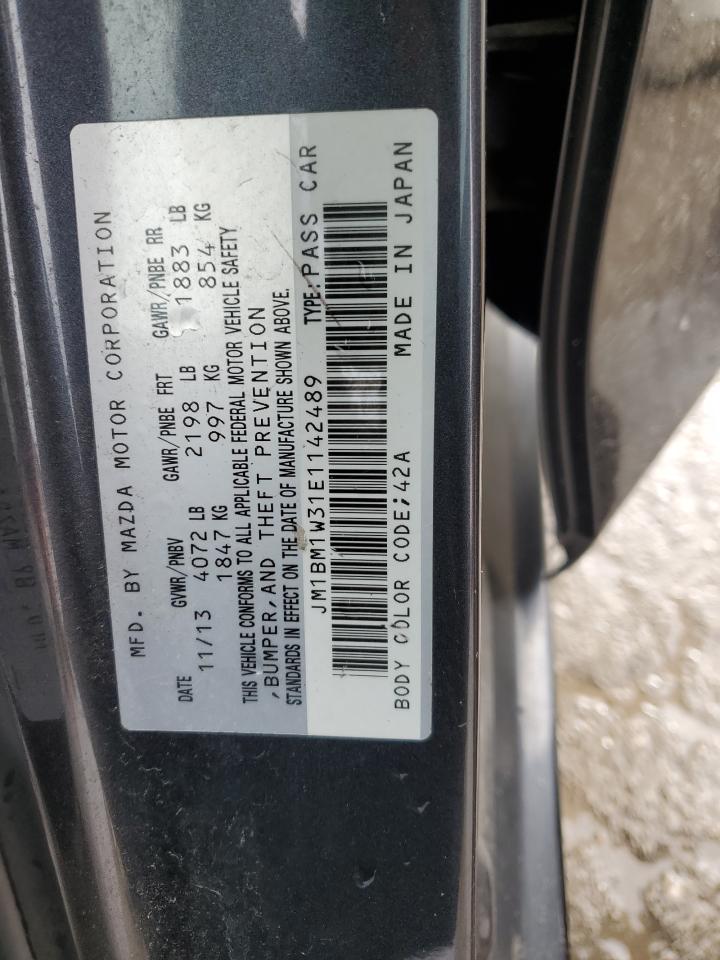 MFD. BY MAZDA MOTOR CORPORATION
DATE GVWR/PNBV GAWR/PNBE FRT GAWR/PNBE RR
11/13 4072 LB 2198 LB 1883 LB
1847 KG 997 KG 854 KG
THIS VEHICLE CONFORMS TO ALL APPLICABLE FEDERAL MOTOR VEHICLE SAFETY
,BUMPER,AND THEFT PREVENTION
STANDARDS IN EFFECT ON THE DATE OF MANUFACTURE SHOWN ABOVE.
JM1BM1W31E1142489 TYPE:PASS CAR
BODY COLOR CODE;42A MADE IN JAPAN